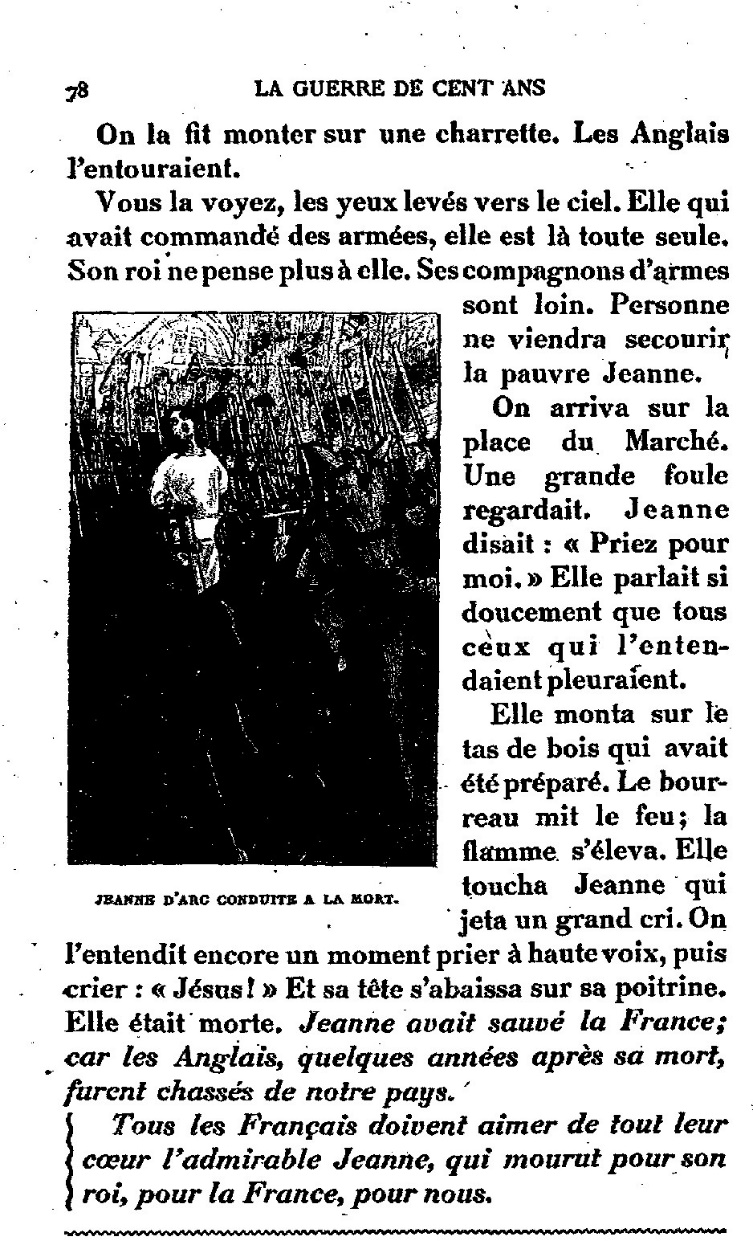 78 LA GUERRE DE CENT ANS
On la fit monter sur une charrette. Les Anglais
l'entouraient.
Vous la voyez, les yeux levés vers le ciel. Elle qui
avait commandé des armées, elle est là toute seule.
Son roi ne pense plus à elle. Ses compagnons d'armes
sont loin. Personne
ne viendra secourir
la pauvre Jeanne.
On arriva sur la
place du Marché.
Une grande foule
regardait. Jeanne
disait : « Priez pour
moi. » Elle parlait si
doucement que tous
ceux qui l'enten-
daient pleuraient.
Elle monta sur le
tas de bois qui avait
été préparé. Le bour-
reau mit le feu; la
flamme s'éleva. Elle
toucha Jeanne qui
jeta un grand cri. On
JEANNE D'ARC CONDUITE A LA MORT.
l'entendit encore un moment prier à haute voix, puis
crier : « Jésus! » Et sa tête s'abaissa sur sa poitrine.
Elle était morte. Jeanne avait sauvé la France;
car les Anglais, quelques années après sa mort,
furent chassés de notre pays.
Tous les Français doivent aimer de tout leur
cœur l'admirable Jeanne, qui mourut pour son
roi, pour la France, pour nous.